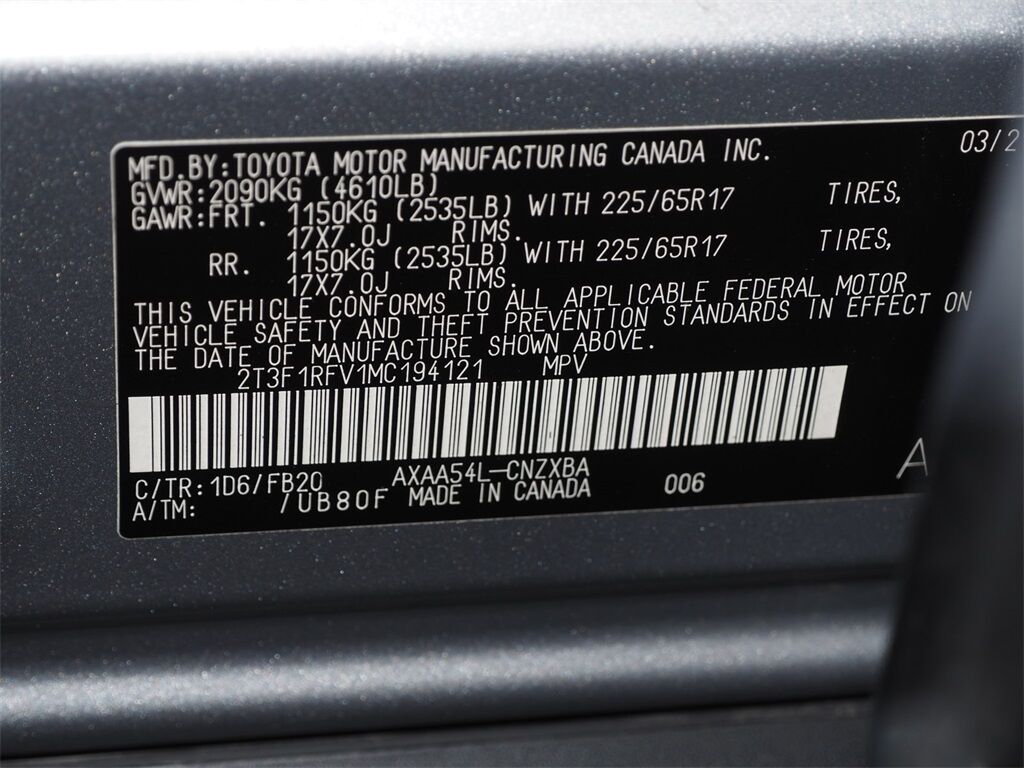 MFD.BY:TOYOTA MOTOR MANUFACTURING CANADA INC. 03/2
GVWR:2090KG (4610LB)
GAWR:FRT. 1150KG (2535LB) WITH 225/65R17 TIRES,
17X7.0J RIMS.
RR. 1150KG (2535LB) WITH 225/65R17 TIRES,
17X7.0J RIMS.
THIS VEHICLE CONFORMS TO ALL APPLICABLE FEDERAL MOTOR
VEHICLE SAFETY AND THEFT PREVENTION STANDARDS IN EFFECT ON
THE DATE OF MANUFACTURE SHOWN ABOVE.
2T3F1RFV1MC194121 MPV
C/TR:1D6/FB20 AXAA54L-CNZXBA A
A/TM: /UB80F MADE IN CANADA 006